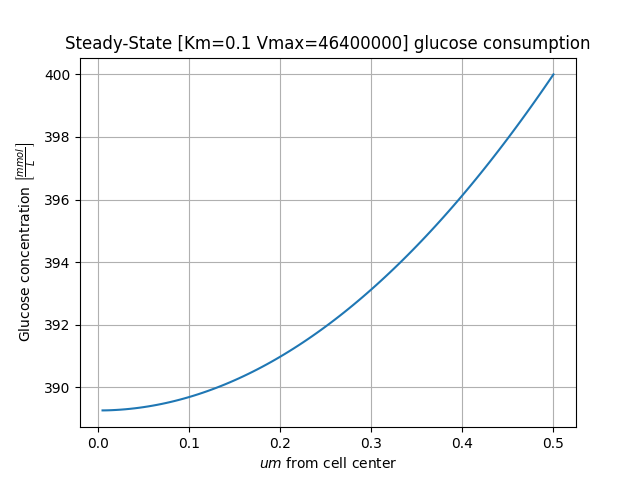 Steady-State [Km=0.1 Vmax=46400000] glucose consumption
Glucose concentration [mmol/L]
400
398
396
394
392
390
0.0 0.1 0.2 0.3 0.4 0.5
um from cell center